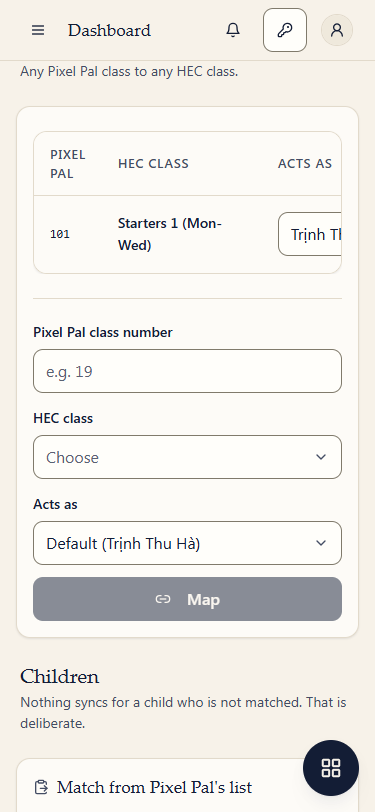 Dashboard
Any Pixel Pal class to any HEC class.
PIXEL
PAL
HEC CLASS
ACTS AS
101
Starters 1 (Mon-
Wed)
Trịnh
Pixel Pal class number
e.g. 19
HEC class
Choose
Acts as
Default (Trịnh Thu Hà)
Map
Children
Nothing syncs for a child who is not matched. That is
deliberate.
Match from Pixel Pal's list